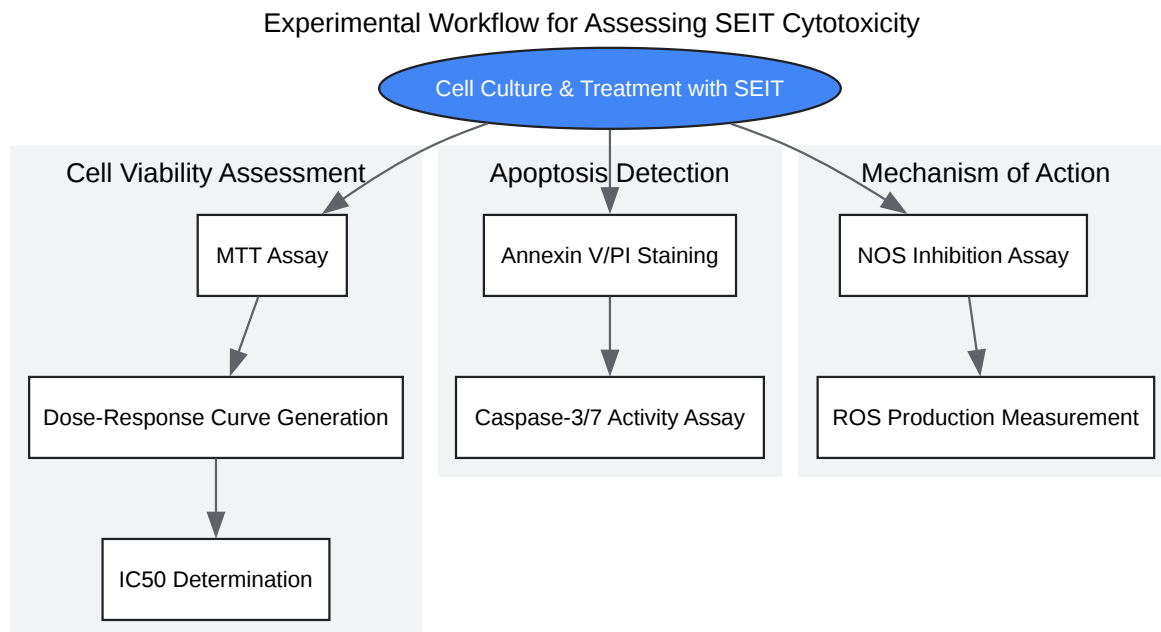 Experimental Workflow for Assessing SEIT Cytotoxicity
Cell Culture & Treatment with SEIT
Cell Viability Assessment
Apoptosis Detection
Mechanism of Action
MTT Assay
Annexin V/PI Staining
NOS Inhibition Assay
Dose-Response Curve Generation
Caspase-3/7 Activity Assay
ROS Production Measurement
IC50 Determination